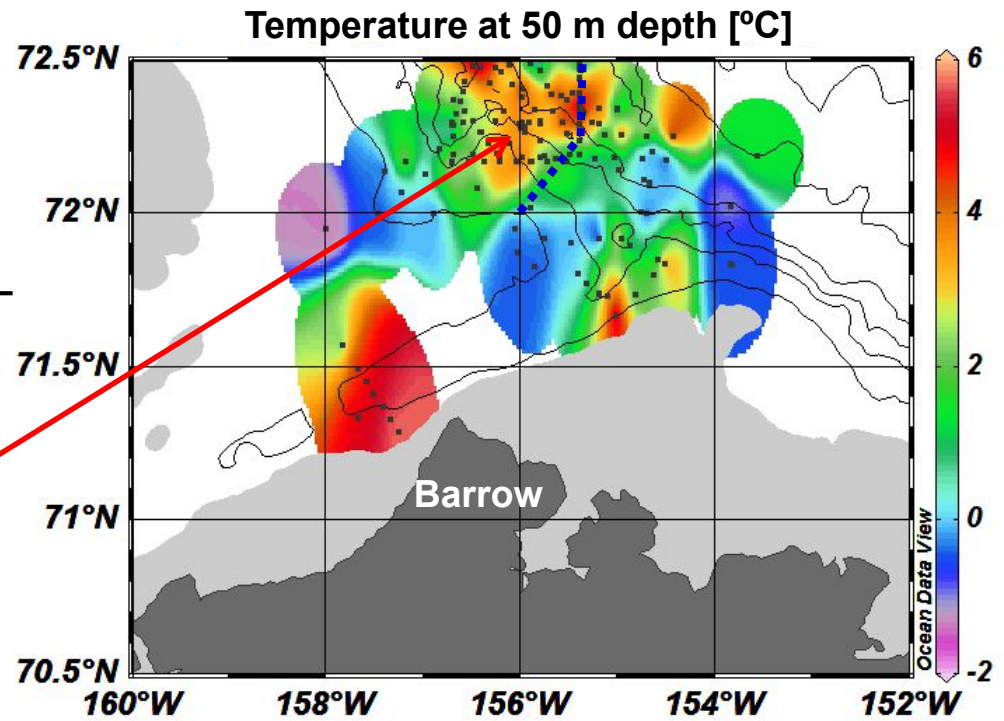 Temperature at 50 m depth [ºC]
72.5°N
72°N
71.5°N
71°N
70.5°N
160°W
158°W
156°W
154°W
152°W
Barrow
Ocean Data View
6
4
2
0
-2